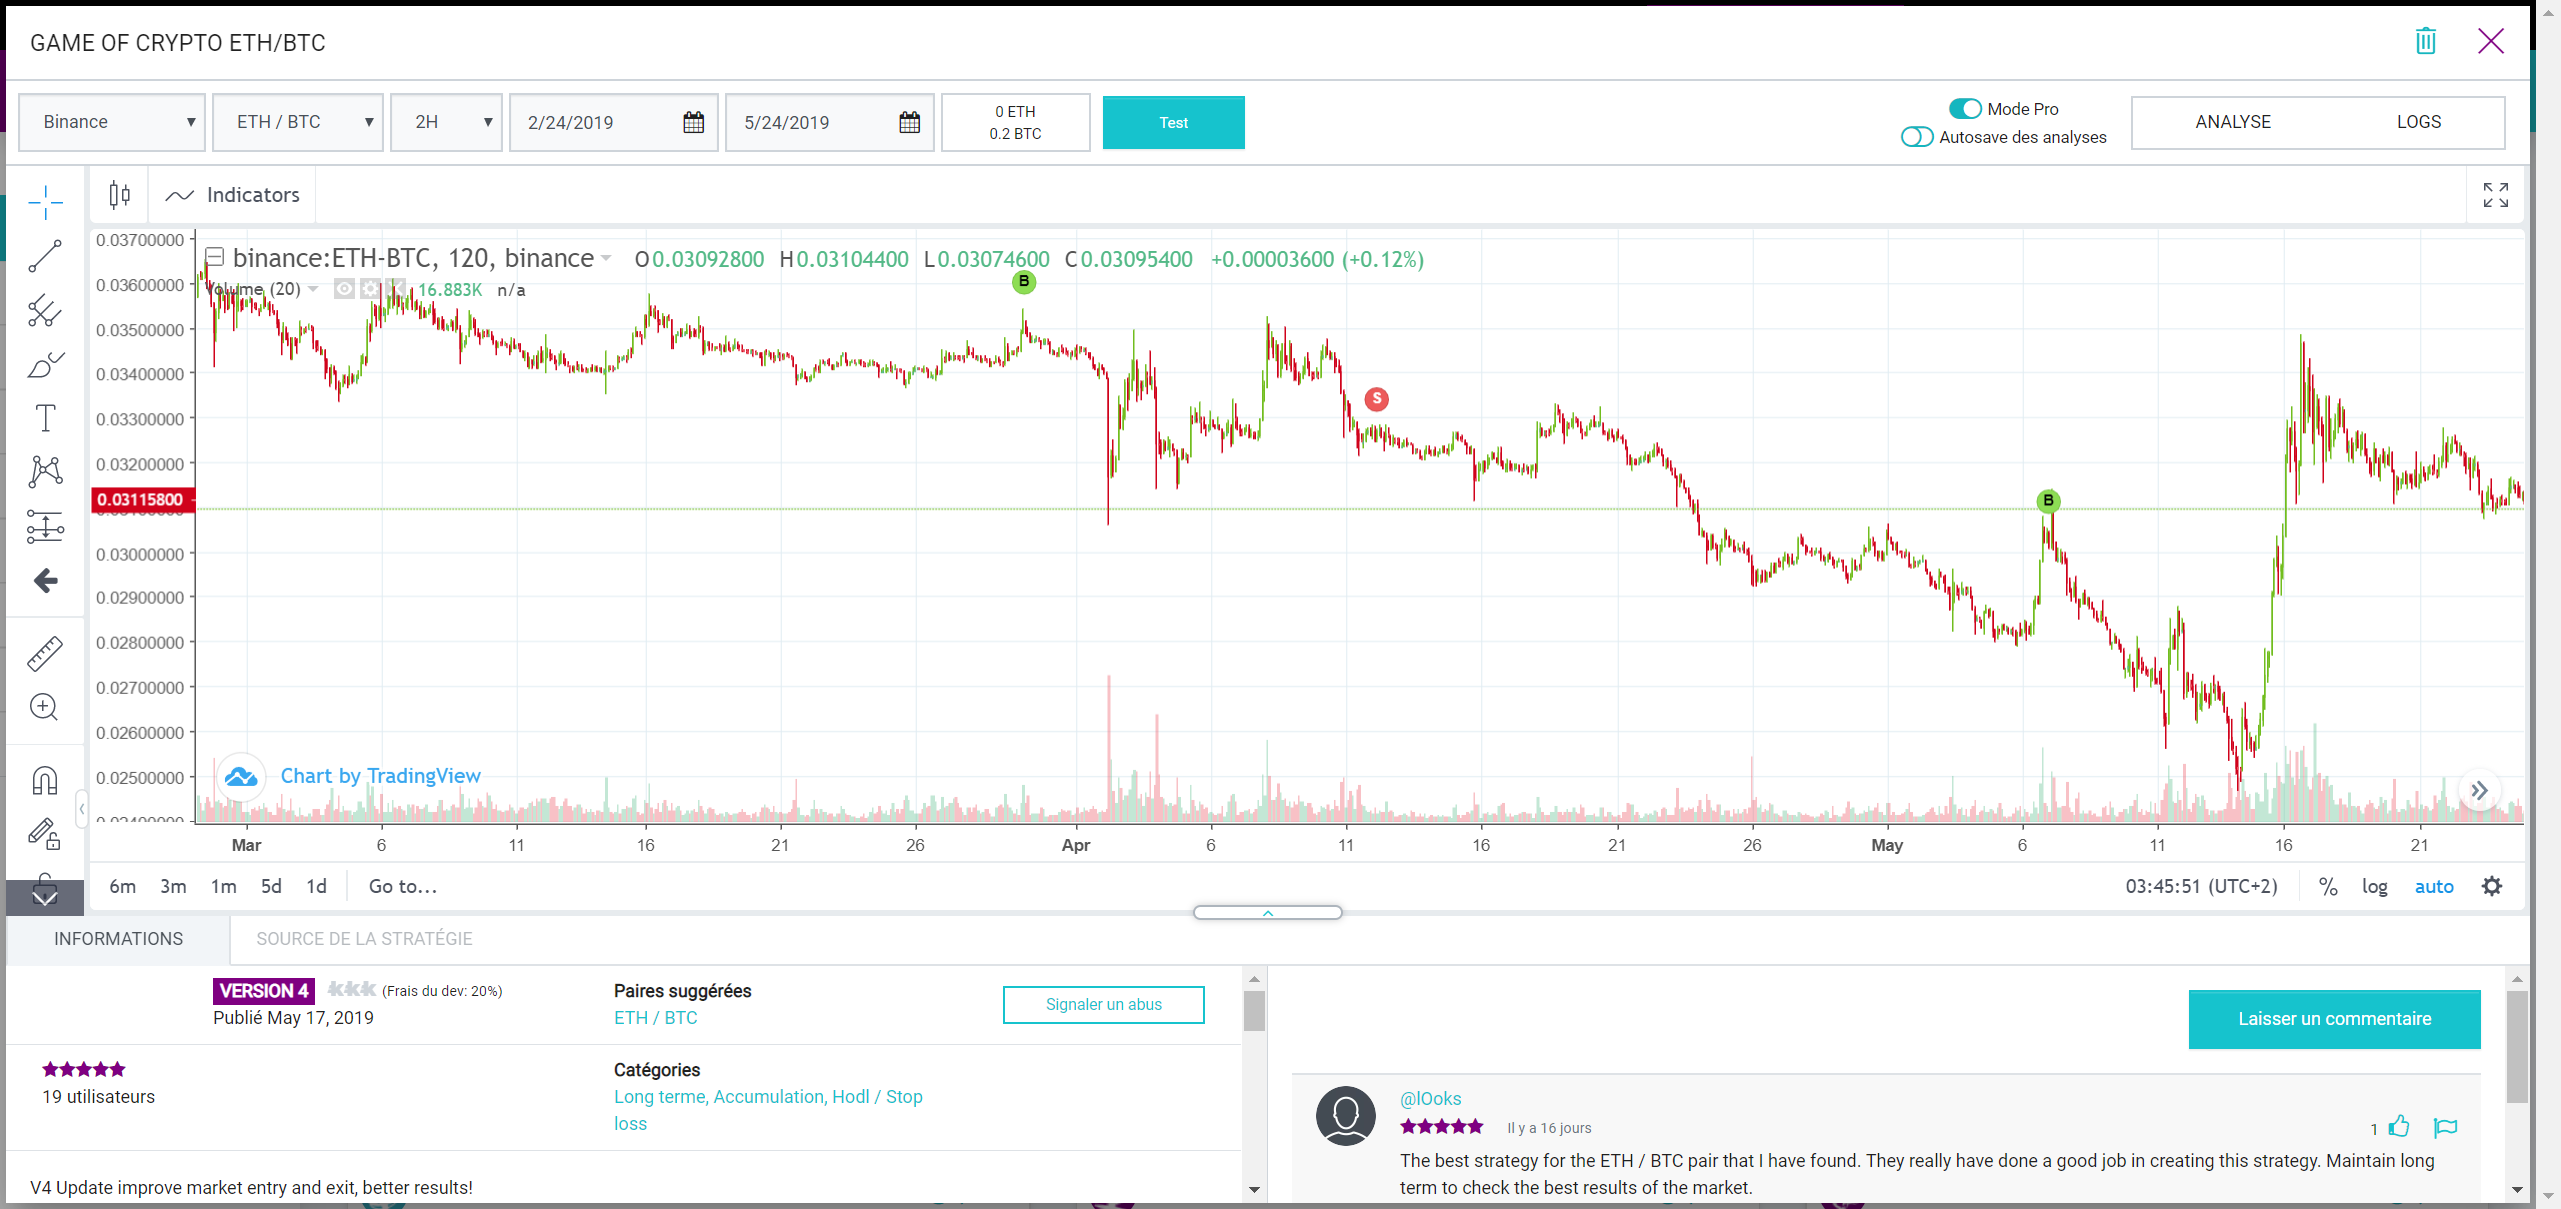 GAME OF CRYPTO ETH/BTC
Binance
ETH / BTC
2H
2/24/2019
5/24/2019
0 ETH
0.2 BTC
Test
Mode Pro
Autosave des analyses
ANALYSE
LOGS
Indicators
binance:ETH-BTC, 120, binance
O0.03092800 H0.03104400 L0.03074600 C0.03095400 +0.00003600 (+0.12%)
Volume (20) 16.883K n/a
0.03700000
0.03600000
0.03500000
0.03400000
0.03300000
0.03200000
0.03115800
0.03000000
0.02900000
0.02800000
0.02700000
0.02600000
0.02500000
B
S
B
Chart by TradingView
Mar 6 11 16 21 26 Apr 6 11 16 21 26 May 6 11 16 21
6m 3m 1m 5d 1d Go to...
03:45:51 (UTC+2) % log auto
INFORMATIONS
SOURCE DE LA STRATÉGIE
VERSION 4 (Frais du dev: 20%)
Publié May 17, 2019
Paires suggérées
ETH / BTC
Signaler un abus
19 utilisateurs
Catégories
Long terme, Accumulation, Hodl / Stop
loss
V4 Update improve market entry and exit, better results!
Laisser un commentaire
@lOoks
Il y a 16 jours
1
The best strategy for the ETH / BTC pair that I have found. They really have done a good job in creating this strategy. Maintain long
term to check the best results of the market.